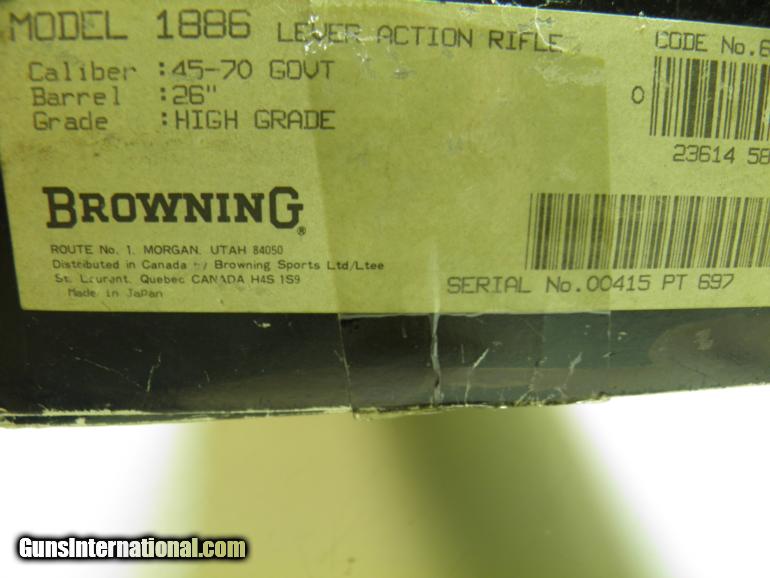 MODEL 1886 LEVER ACTION RIFLE
CODE No.
Caliber :45-70 GOVT
Barrel :26"
Grade :HIGH GRADE
0
23614 58
BROWNING®
ROUTE No. 1, MORGAN, UTAH 84050
Distributed in Canada by Browning Sports Ltd/Ltee
St. Laurant, Quebec CANADA H4S 1S9
Made in Japan
SERIAL No.00415 PT 697
GunsInternational.com